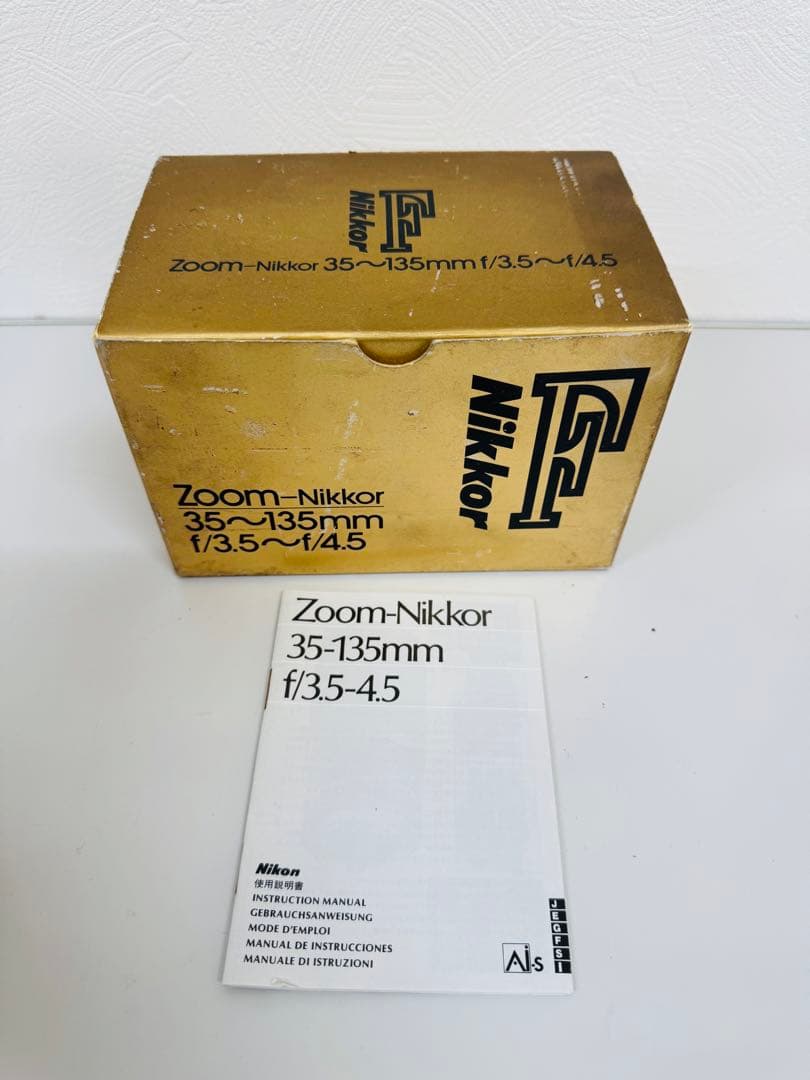 Nikkor
Zoom-Nikkor 35~135mm f/3.5~f/4.5
Nikkor
Zoom-Nikkor
35~135mm
f/3.5~f/4.5
Zoom-Nikkor
35-135mm
f/3.5-4.5
Nikon
使用説明書
INSTRUCTION MANUAL
GEBRAUCHSANWEISUNG
MODE D'EMPLOI
MANUAL DE INSTRUCCIONES
MANUALE DI ISTRUZIONI
Ai-S
J
E
G
F
S
I